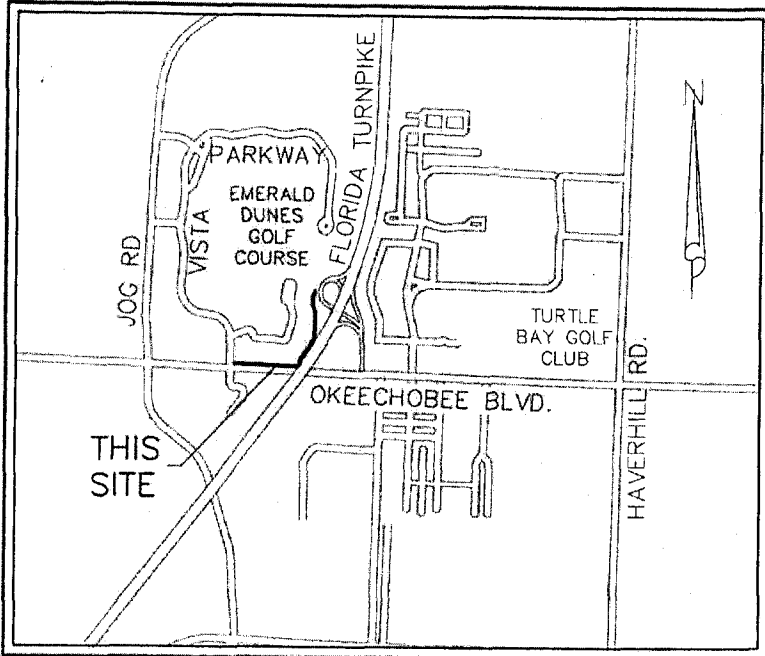 N
FLORIDA TURNPIKE
PARKWAY
EMERALD
DUNES
GOLF
COURSE
VISTA
JOG RD
TURTLE
BAY GOLF
CLUB
OKEECHOBEE BLVD.
HAVERHILL RD.
THIS
SITE